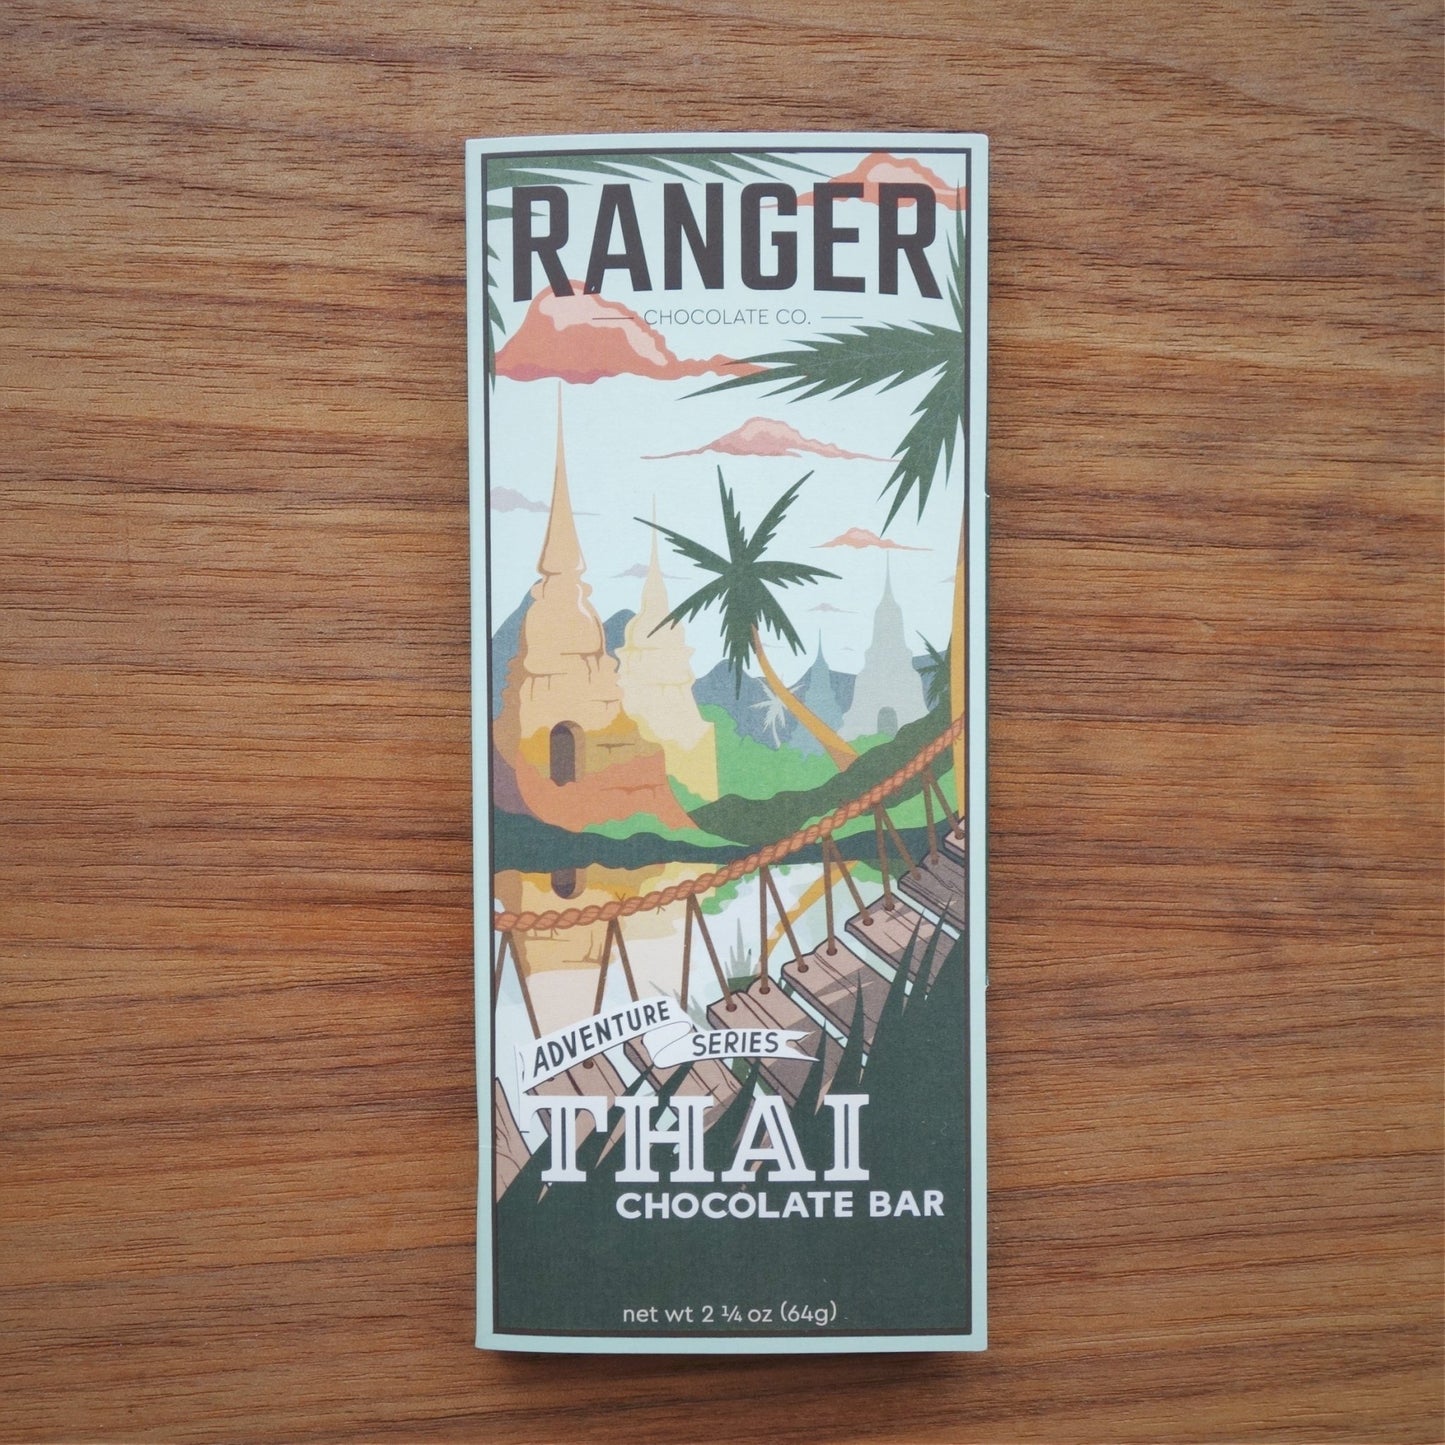 RANGER
CHOCOLATE CO.
ADVENTURE SERIES
THAI
CHOCOLATE BAR
net wt 2 ¼ oz (64g)